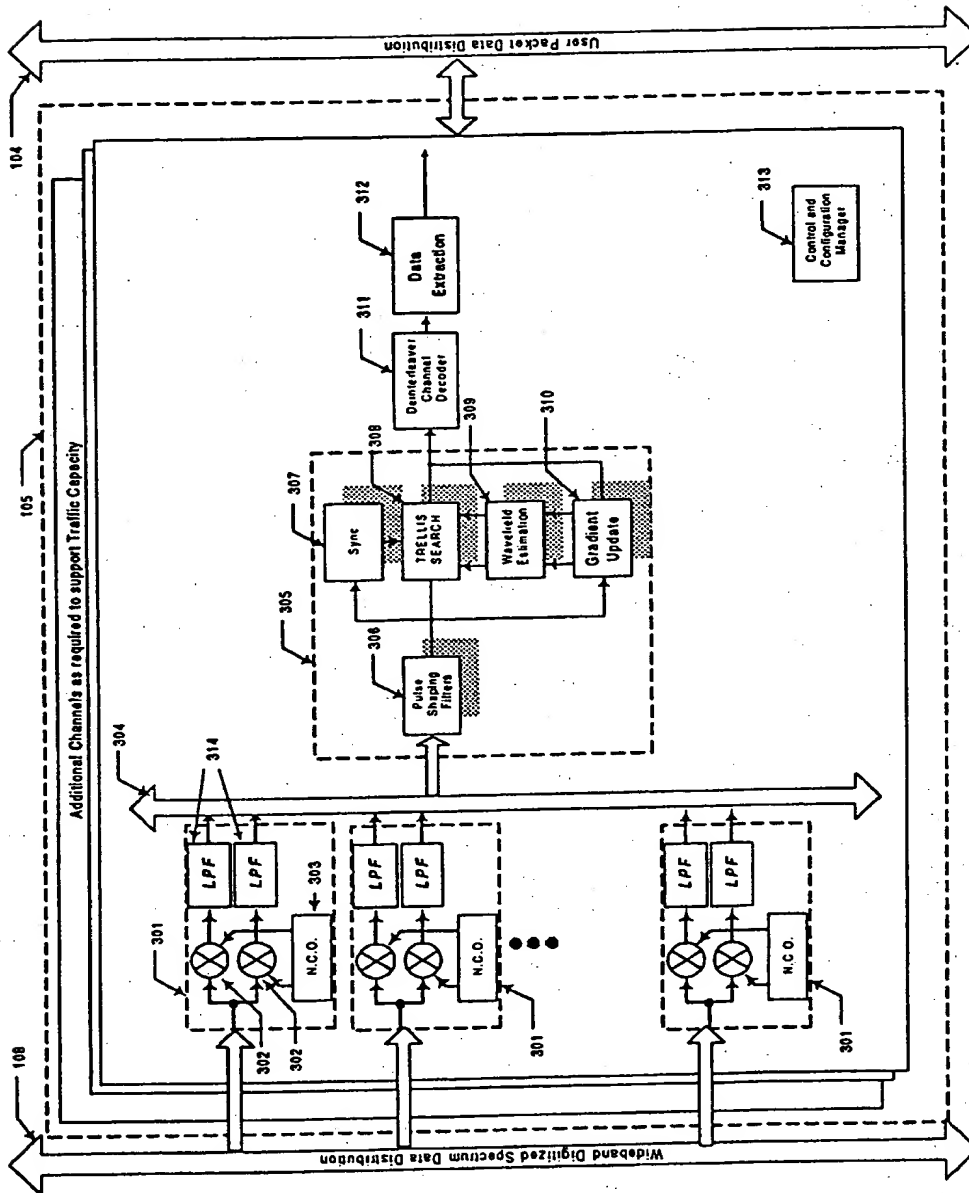 108
Wideband Digitized Spectrum Data Distribution
104
User Packet Data Distribution
105
Additional Channels as required to support Traffic Capacity
301
302
302
303
N.C.O.
LPF
LPF
314
304
N.C.O.
LPF
LPF
301
N.C.O.
LPF
LPF
301
305
306
Pulse
Shaping
Filters
307
Sync
308
TRELLIS
SEARCH
309
Wavefield
Estimation
310
Gradient
Update
311
Deinterleaver
Channel
Decoder
312
Data
Extraction
313
Control and
Configuration
Manager